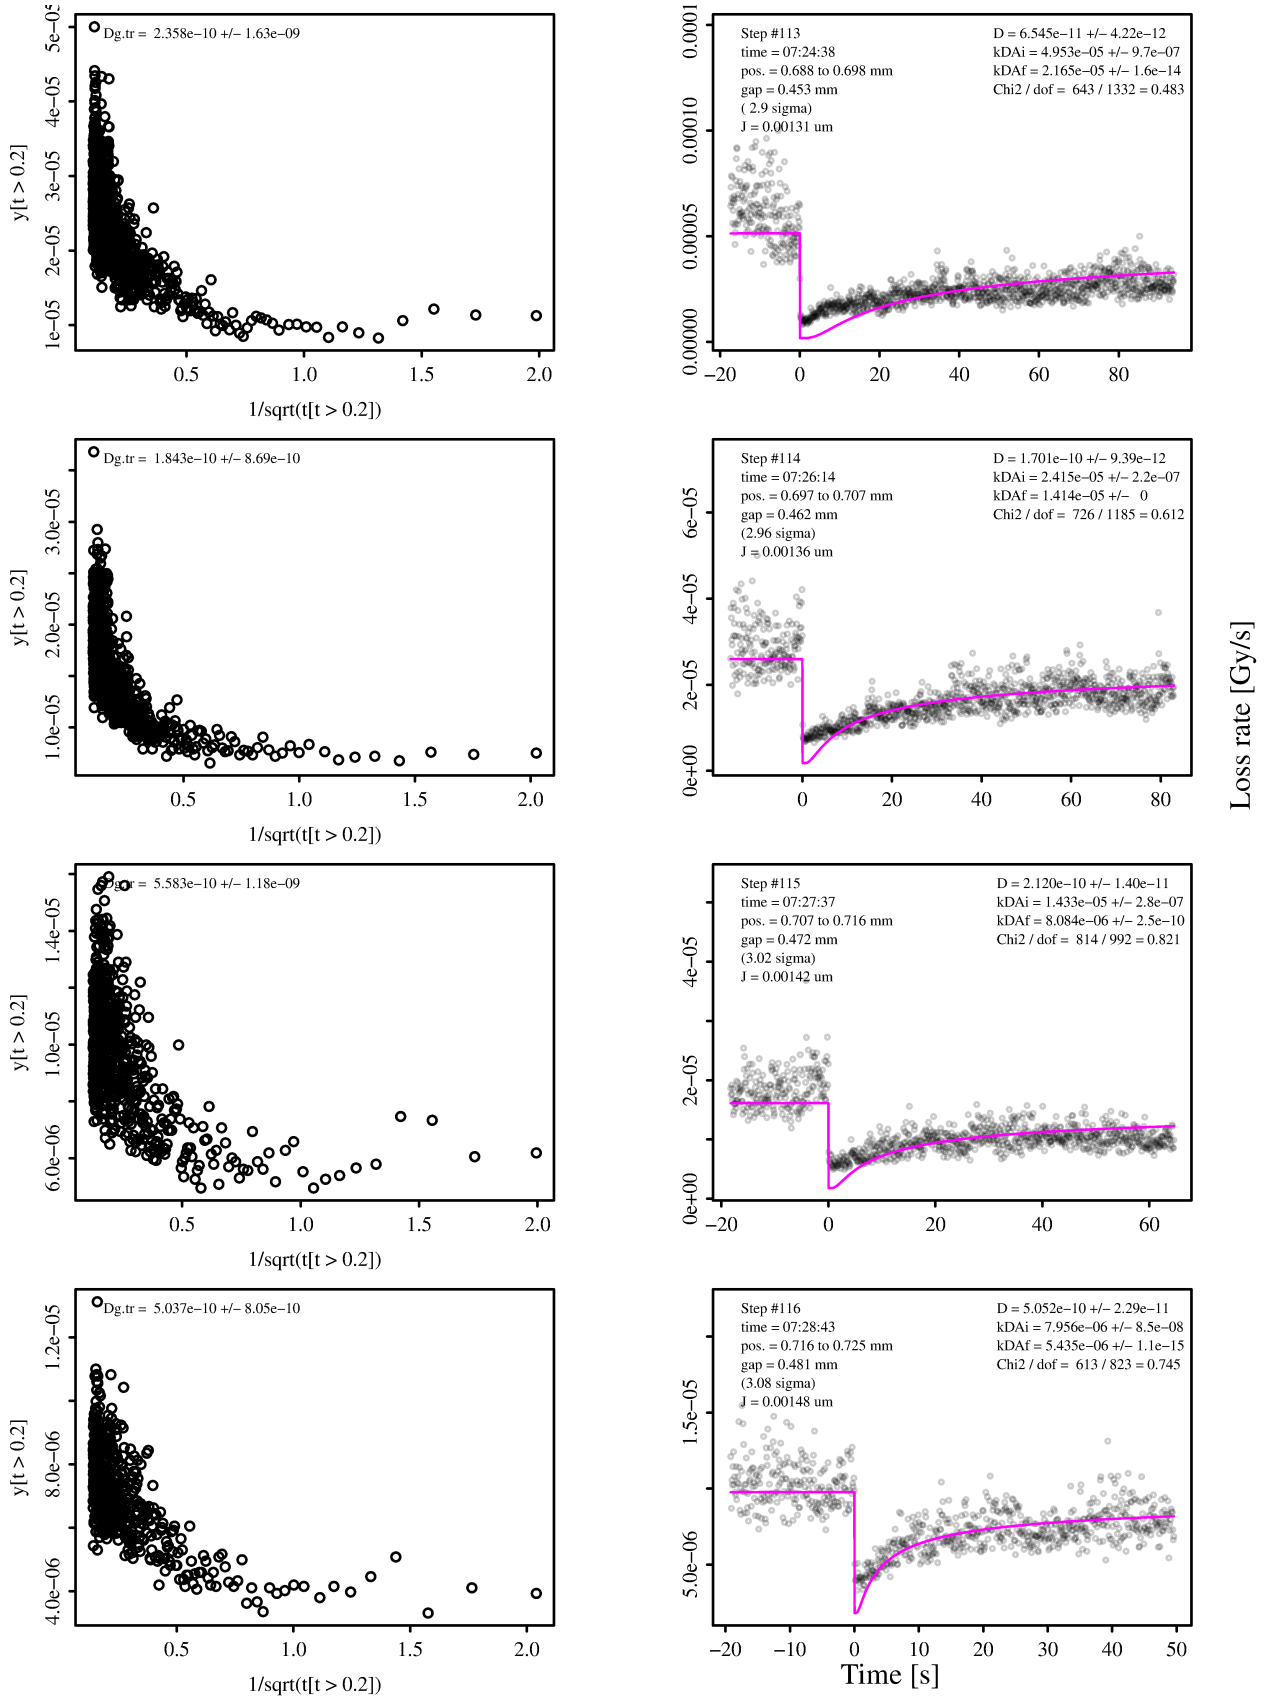 Dg.tr = 2.358e−10 +/− 1.63e−09
y[t > 0.2]
1e−05 2e−05 3e−05 4e−05 5e−05
0.5 1.0 1.5 2.0
1/sqrt(t[t > 0.2])
Step #113
time = 07:24:38
pos. = 0.688 to 0.698 mm
gap = 0.453 mm
( 2.9 sigma)
J = 0.00131 um
D = 6.545e−11 +/− 4.22e−12
kDAi = 4.953e−05 +/− 9.7e−07
kDAf = 2.165e−05 +/− 1.6e−14
Chi2 / dof = 643 / 1332 = 0.483
0.00000 0.00005 0.00010 0.0001
−20 0 20 40 60 80
Dg.tr = 1.843e−10 +/− 8.69e−10
y[t > 0.2]
1.0e−05 2.0e−05 3.0e−05
0.5 1.0 1.5 2.0
1/sqrt(t[t > 0.2])
Step #114
time = 07:26:14
pos. = 0.697 to 0.707 mm
gap = 0.462 mm
(2.96 sigma)
J = 0.00136 um
D = 1.701e−10 +/− 9.39e−12
kDAi = 2.415e−05 +/− 2.2e−07
kDAf = 1.414e−05 +/− 0
Chi2 / dof = 726 / 1185 = 0.612
0e+00 2e−05 4e−05 6e−05
0 20 40 60 80
Loss rate [Gy/s]
Dg.tr = 5.583e−10 +/− 1.18e−09
y[t > 0.2]
6.0e−06 1.0e−05 1.4e−05
0.5 1.0 1.5 2.0
1/sqrt(t[t > 0.2])
Step #115
time = 07:27:37
pos. = 0.707 to 0.716 mm
gap = 0.472 mm
(3.02 sigma)
J = 0.00142 um
D = 2.120e−10 +/− 1.40e−11
kDAi = 1.433e−05 +/− 2.8e−07
kDAf = 8.084e−06 +/− 2.5e−10
Chi2 / dof = 814 / 992 = 0.821
0e+00 2e−05 4e−05
−20 0 20 40 60
Dg.tr = 5.037e−10 +/− 8.05e−10
y[t > 0.2]
4.0e−06 8.0e−06 1.2e−05
0.5 1.0 1.5 2.0
1/sqrt(t[t > 0.2])
Step #116
time = 07:28:43
pos. = 0.716 to 0.725 mm
gap = 0.481 mm
(3.08 sigma)
J = 0.00148 um
D = 5.052e−10 +/− 2.29e−11
kDAi = 7.956e−06 +/− 8.5e−08
kDAf = 5.435e−06 +/− 1.1e−15
Chi2 / dof = 613 / 823 = 0.745
5.0e−06 1.5e−05
−20 −10 0 10 20 30 40 50
Time [s]